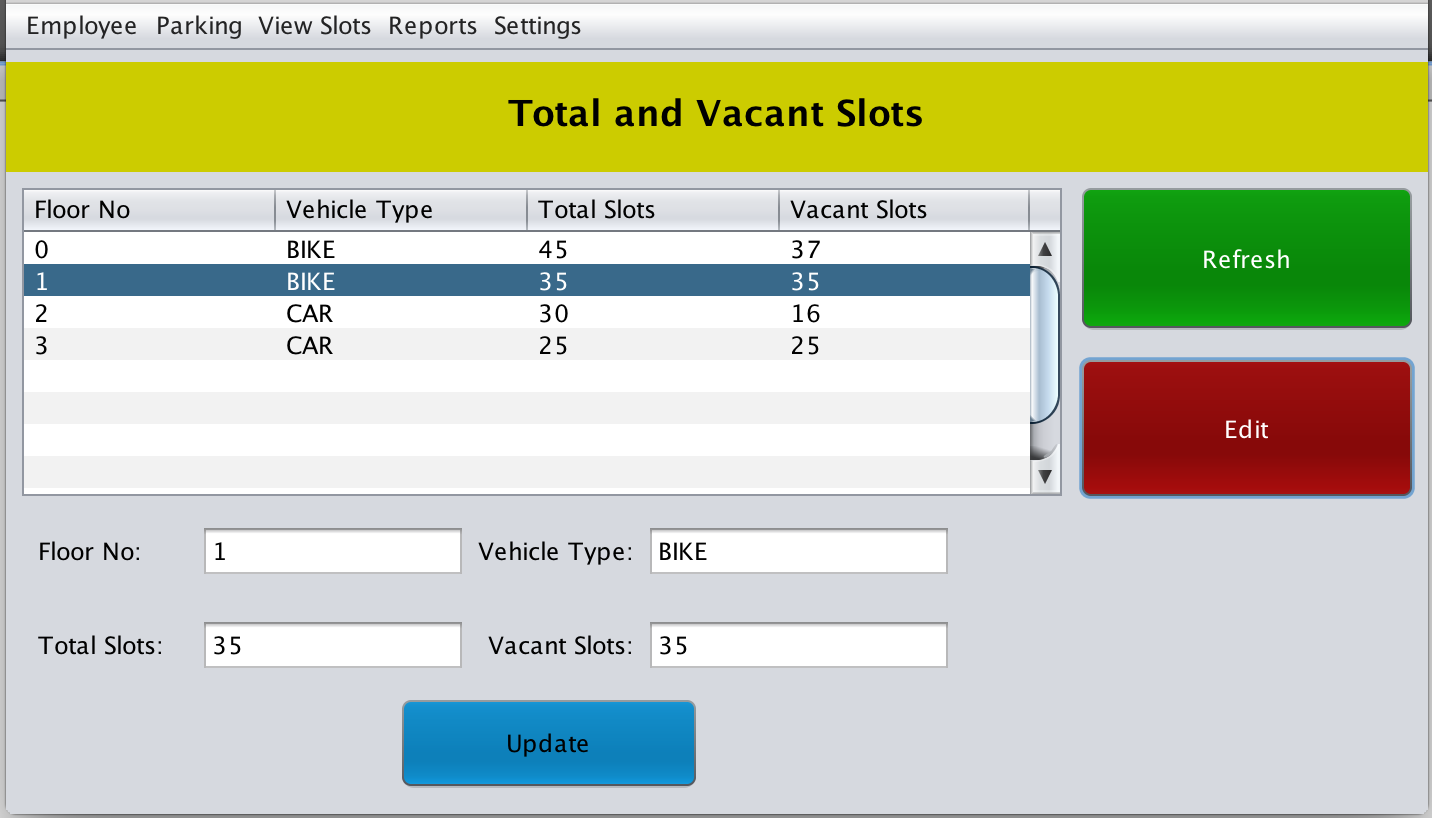 Employee Parking View Slots Reports Settings
Total and Vacant Slots
Floor No Vehicle Type Total Slots Vacant Slots
0 BIKE 45 37
1 BIKE 35 35
2 CAR 30 16
3 CAR 25 25
Refresh
Edit
Floor No: 1 Vehicle Type: BIKE
Total Slots: 35 Vacant Slots: 35
Update